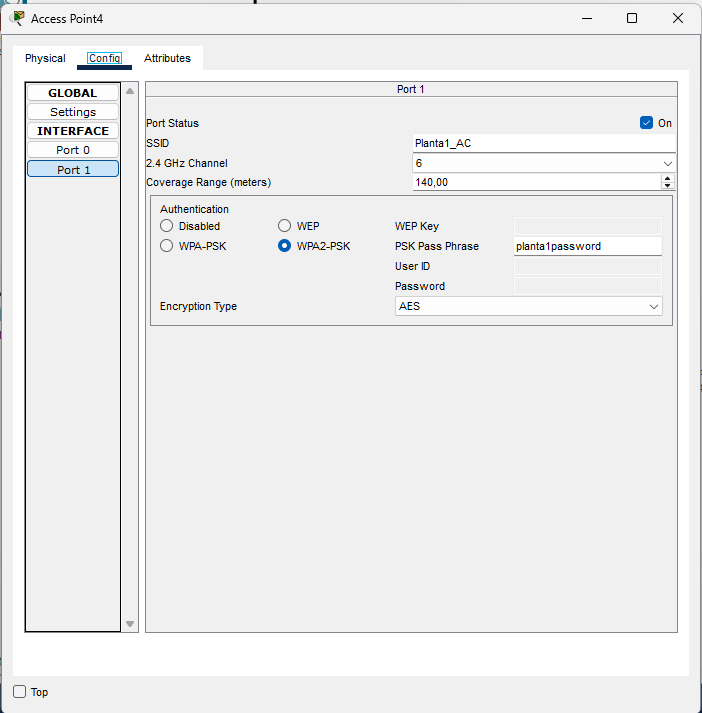 Access Point4
Physical Config Attributes
GLOBAL
Settings
INTERFACE
Port 0
Port 1
Port 1
Port Status On
SSID Planta1_AC
2.4 GHz Channel 6
Coverage Range (meters) 140,00
Authentication
Disabled WEP WEP Key
WPA-PSK WPA2-PSK PSK Pass Phrase planta1password
User ID
Password
Encryption Type AES
Top